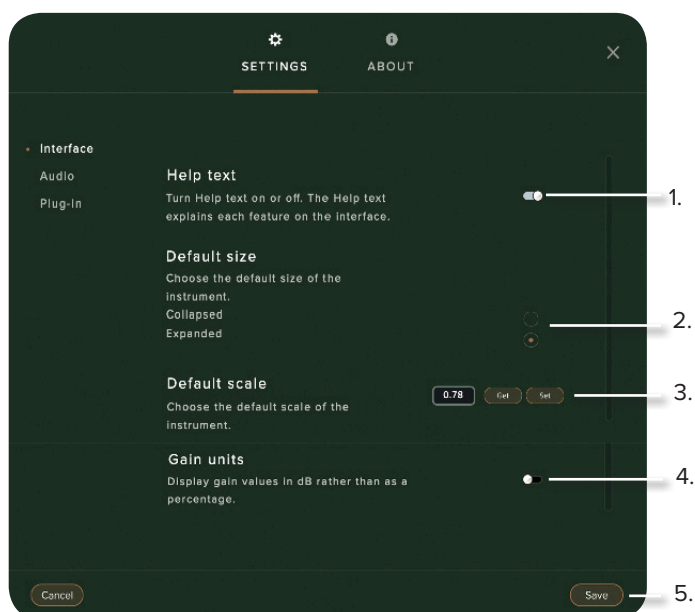 SETTINGS
ABOUT
Interface
Audio
Plug-In
Help text
Turn Help text on or off. The Help text
explains each feature on the interface.
1.
Default size
Choose the default size of the
instrument.
Collapsed
Expanded
2.
Default scale
Choose the default scale of the
instrument.
0.78
Get
Set
3.
Gain units
Display gain values in dB rather than as a
percentage.
4.
Cancel
Save
5.